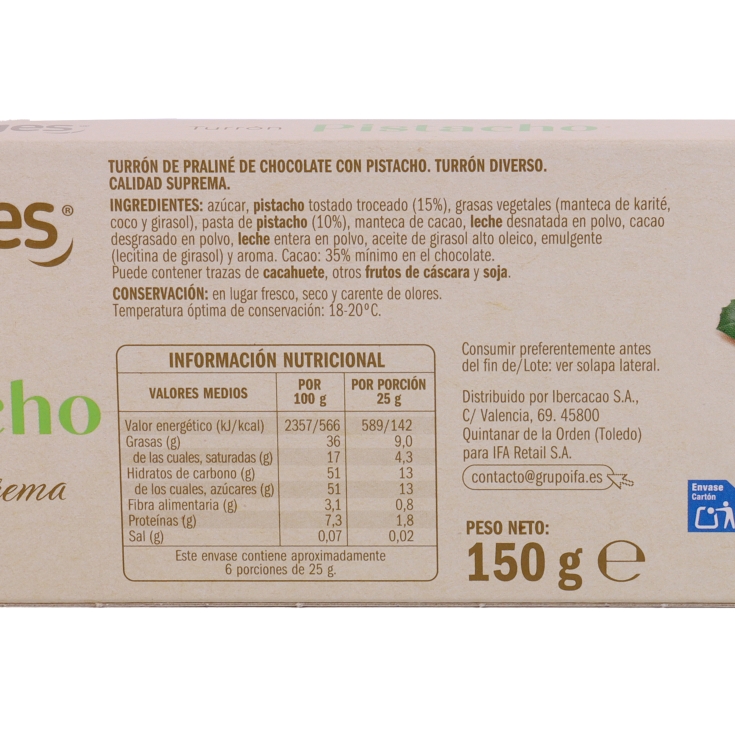 Turrón Pistacho
TURRÓN DE PRALINÉ DE CHOCOLATE CON PISTACHO. TURRÓN DIVERSO.
CALIDAD SUPREMA.
es®
INGREDIENTES: azúcar, pistacho tostado troceado (15%), grasas vegetales (manteca de karité,
coco y girasol), pasta de pistacho (10%), manteca de cacao, leche desnatada en polvo, cacao
desgrasado en polvo, leche entera en polvo, aceite de girasol alto oleico, emulgente
(lecitina de girasol) y aroma. Cacao: 35% mínimo en el chocolate.
Puede contener trazas de cacahuete, otros frutos de cáscara y soja.
CONSERVACIÓN: en lugar fresco, seco y carente de olores.
Temperatura óptima de conservación: 18-20ºC.
cho
ema
INFORMACIÓN NUTRICIONAL
VALORES MEDIOS POR 100 g POR PORCIÓN 25 g
Valor energético (kJ/kcal) 2357/566 589/142
Grasas (g) 36 9,0
de las cuales, saturadas (g) 17 4,3
Hidratos de carbono (g) 51 13
de los cuales, azúcares (g) 51 13
Fibra alimentaria (g) 3,1 0,8
Proteínas (g) 7,3 1,8
Sal (g) 0,07 0,02
Este envase contiene aproximadamente
6 porciones de 25 g.
Consumir preferentemente antes
del fin de/Lote: ver solapa lateral.
Distribuido por Ibercacao S.A.,
C/ Valencia, 69. 45800
Quintanar de la Orden (Toledo)
para IFA Retail S.A.
contacto@grupoifa.es
PESO NETO:
150 g e
Envase
Cartón